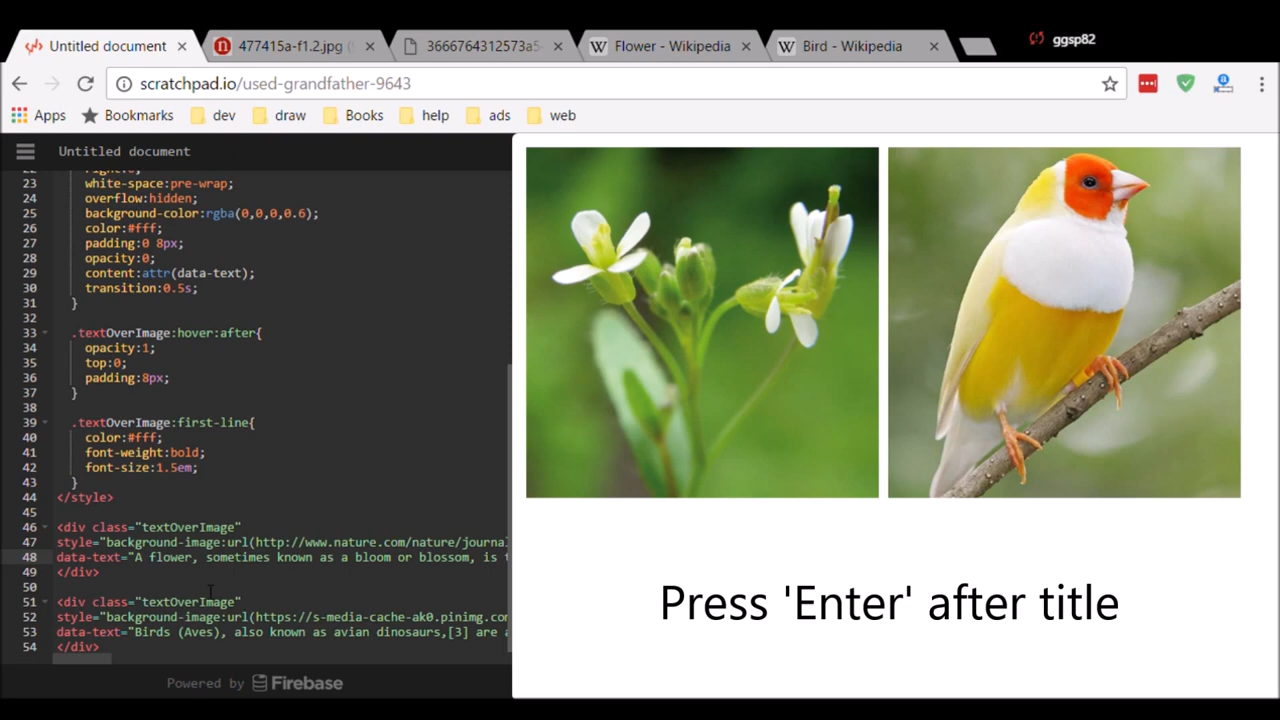 Untitled document
477415a-f1.2.jpg (
3666764312573a5
Flower - Wikipedia
Bird - Wikipedia
ggsp82
scratchpad.io/used-grandfather-9643
Apps
Bookmarks
dev
draw
Books
help
ads
web
Untitled document
23 white-space:pre-wrap;
24 overflow:hidden;
25 background-color:rgba(0,0,0,0.6);
26 color:#fff;
27 padding:0 8px;
28 opacity:0;
29 content:attr(data-text);
30 transition:0.5s;
31 }
32
33 .textOverImage:hover:after{
34 opacity:1;
35 top:0;
36 padding:8px;
37 }
38
39 .textOverImage:first-line{
40 color:#fff;
41 font-weight:bold;
42 font-size:1.5em;
43 }
44 </style>
45
46 <div class="textOverImage"
47 style="background-image:url(http://www.nature.com/nature/journa
48 data-text="A flower, sometimes known as a bloom or blossom, is
49 </div>
50
51 <div class="textOverImage"
52 style="background-image:url(https://s-media-cache-ak0.pinimg.co
53 data-text="Birds (Aves), also known as avian dinosaurs,[3] are
54 </div>
Powered by Firebase
Press 'Enter' after title